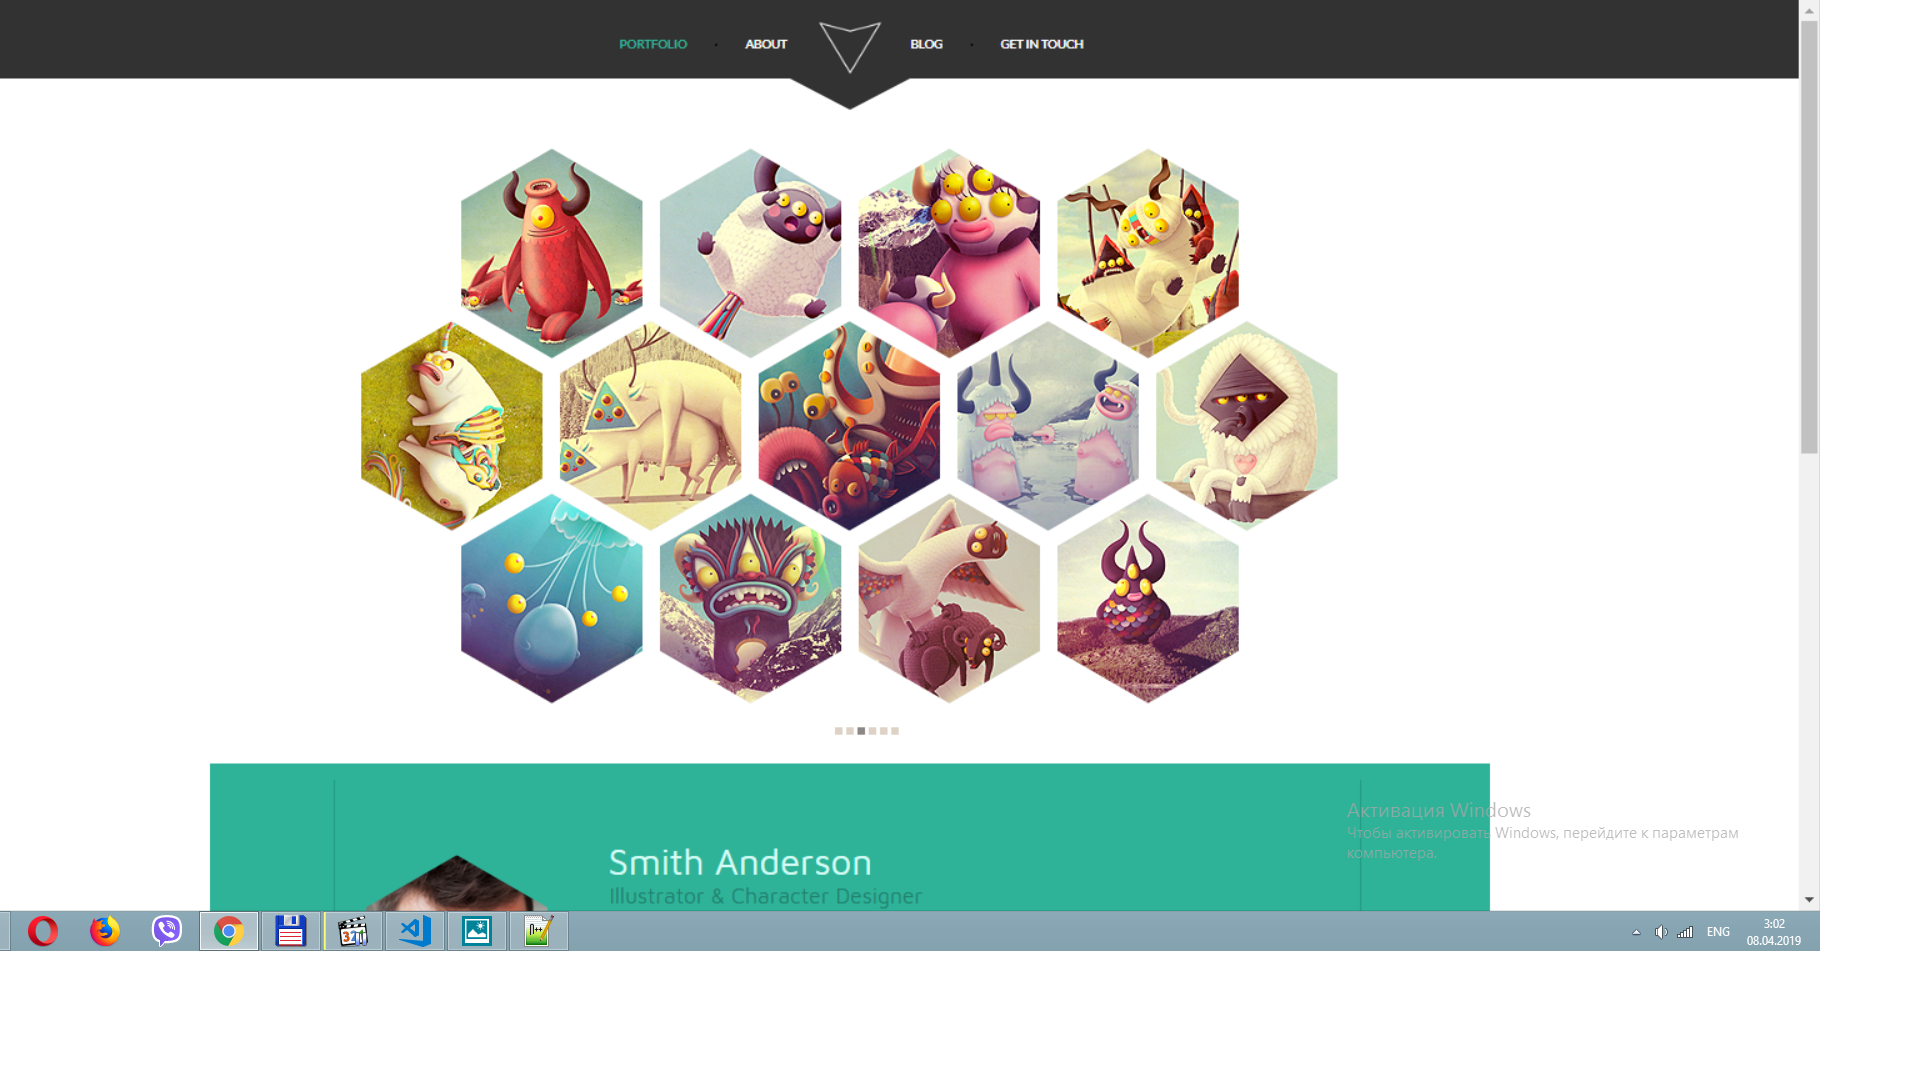 PORTFOLIO
ABOUT
BLOG
GET IN TOUCH
Smith Anderson
Illustrator & Character Designer
Активация Windows
Чтобы активировать Windows, перейдите к параметрам
компьютера.
321
ENG
3:02
08.04.2019